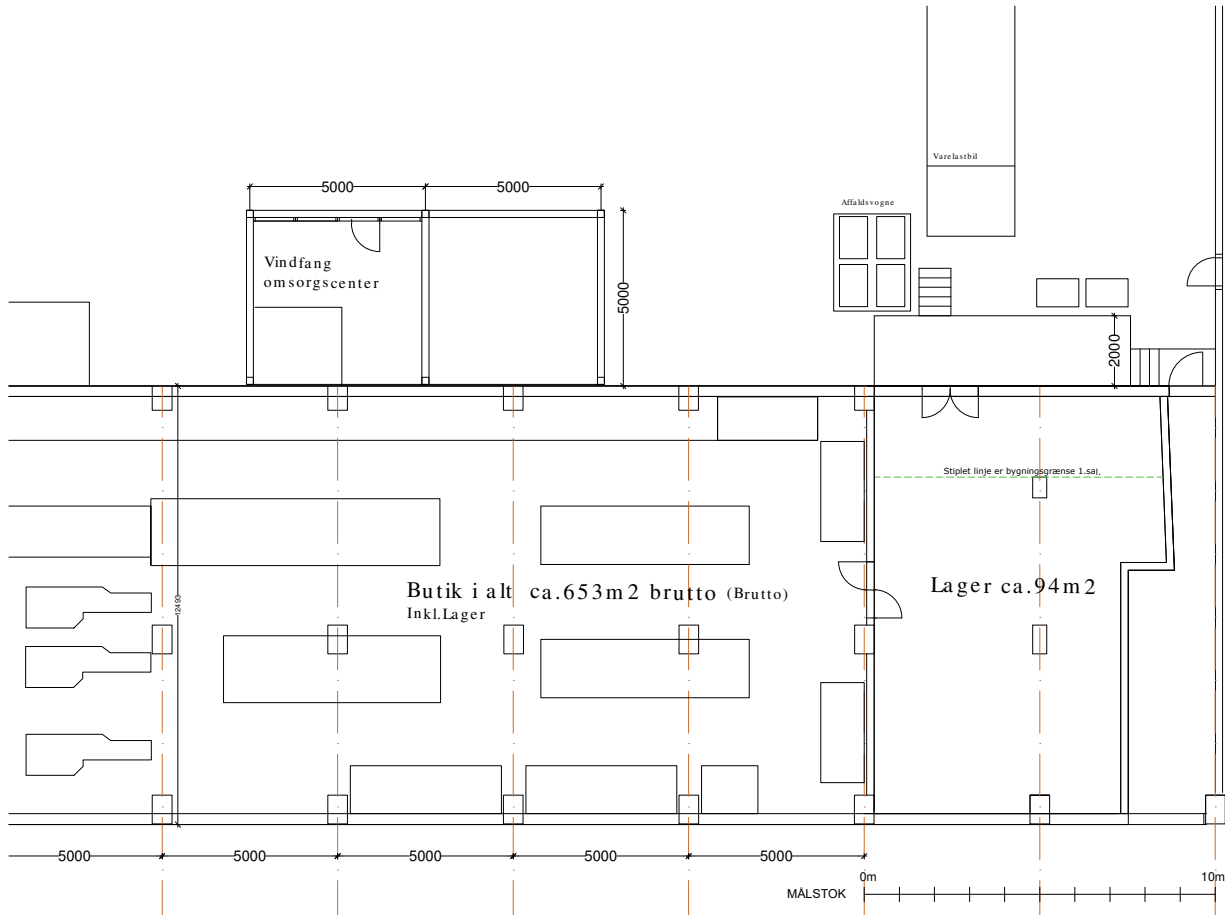 Varelastbil
5000
5000
Affaldsvogne
Vindfang
omsorgscenter
5000
2000
Stiplet linje er bygningsgrænse 1.sal.
Butik i alt ca.653m2 brutto (Brutto)
Inkl.Lager
Lager ca.94m2
12493
5000
5000
5000
5000
5000
0m
10m
MÅLSTOK